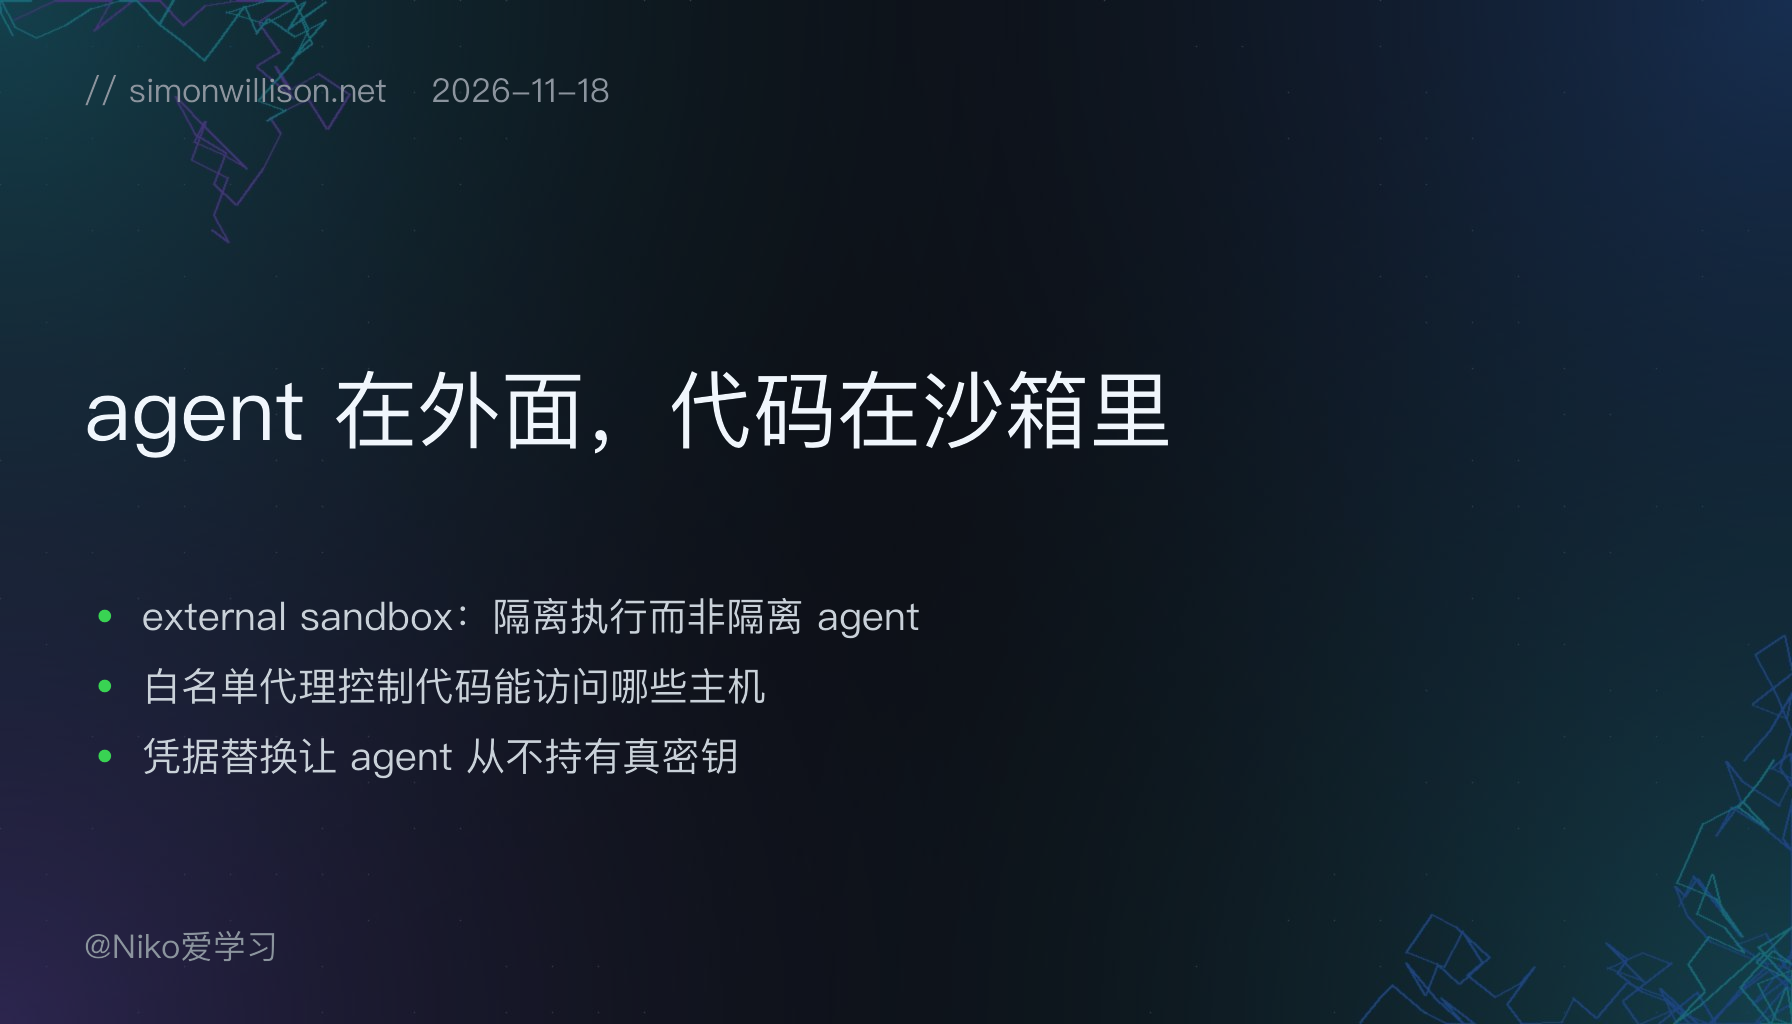 // simonwillison.net 2026-11-18
agent 在外面，代码在沙箱里
external sandbox：隔离执行而非隔离 agent
白名单代理控制代码能访问哪些主机
凭据替换让 agent 从不持有真密钥
@Niko爱学习